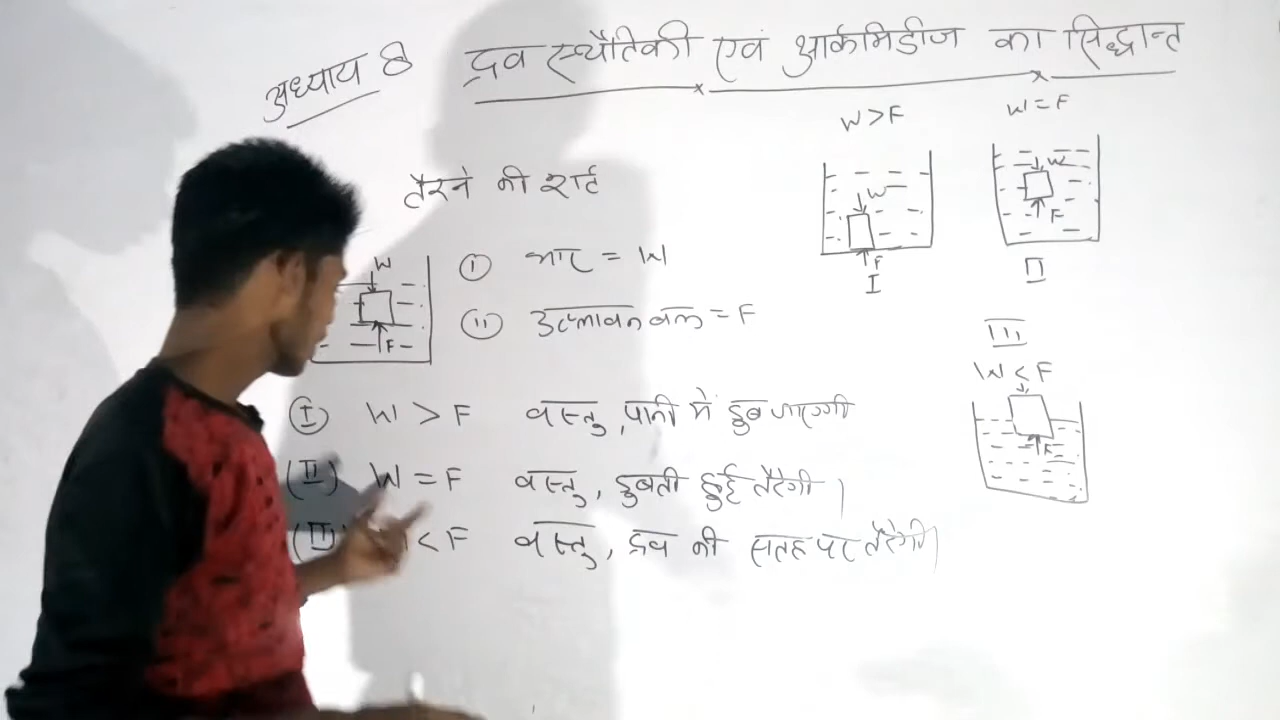 अध्याय 8 द्रव स्थैतिकी एवं आर्कमिडीज का सिद्धान्त
तैरने की शर्त
W
F
(i) भार = W
(ii) उत्प्लावन बल = F
(I) W > F वस्तु, पानी में डुब जाएगी
(II) W = F वस्तु, डुबती हुई तैरेगी।
(III) < F वस्तु, द्रव की सतह पर तैरेगी।
W > F
W
F
I
W = F
W
F
II
III
W < F
F